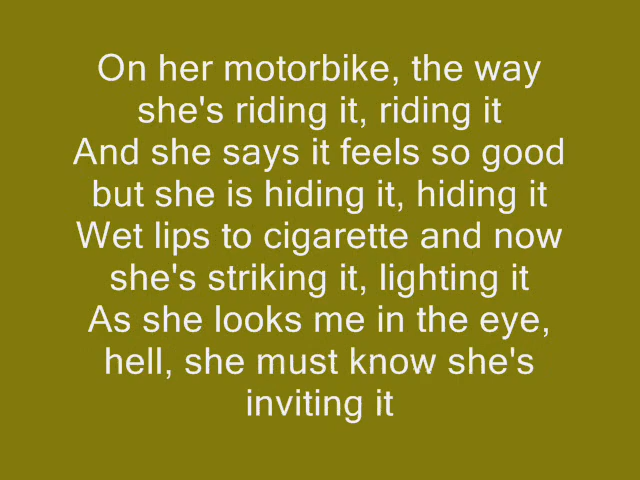 On her motorbike, the way
she's riding it, riding it
And she says it feels so good
but she is hiding it, hiding it
Wet lips to cigarette and now
she's striking it, lighting it
As she looks me in the eye,
hell, she must know she's
inviting it